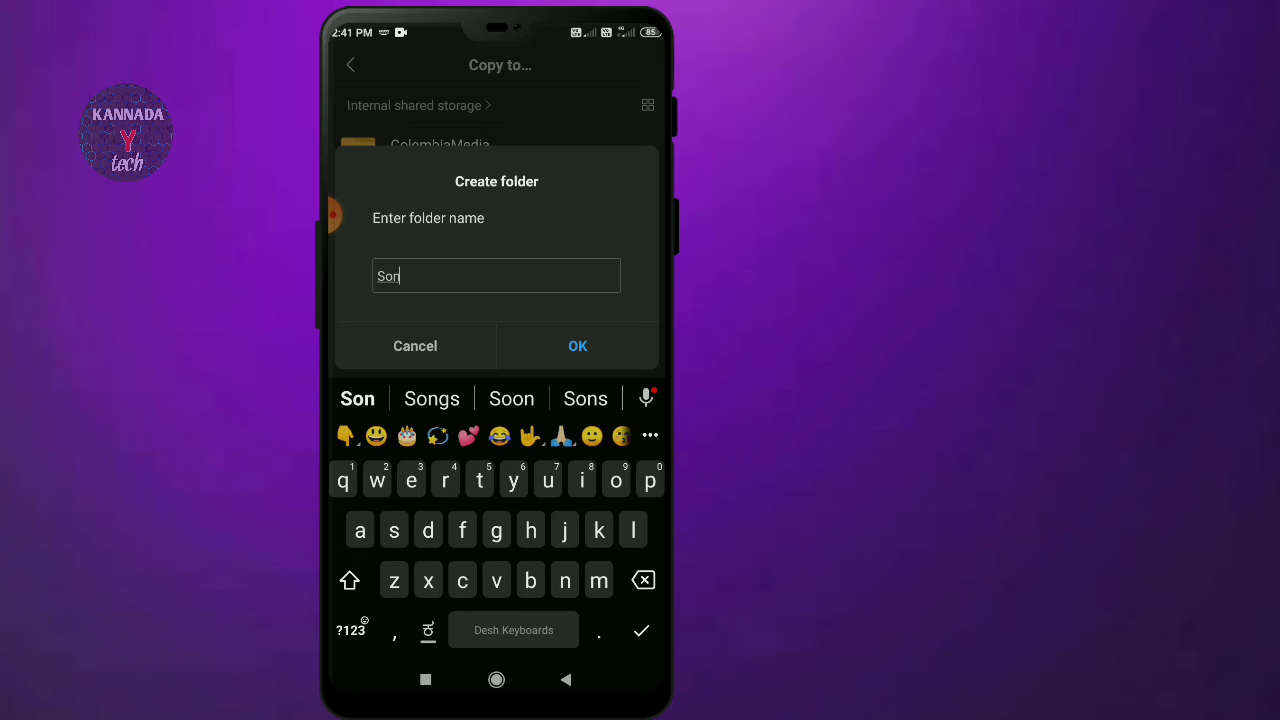 KANNADA
Y
tech
2:41 PM
4G
85
Copy to...
Internal shared storage >
ColombiaMedia
Create folder
Enter folder name
Son
Cancel
OK
Son
Songs
Soon
Sons
1 2 3 4 5 6 7 8 9 0
q w e r t y u i o p
a s d f g h j k l
z x c v b n m
?123 , ಕ Desh Keyboards .